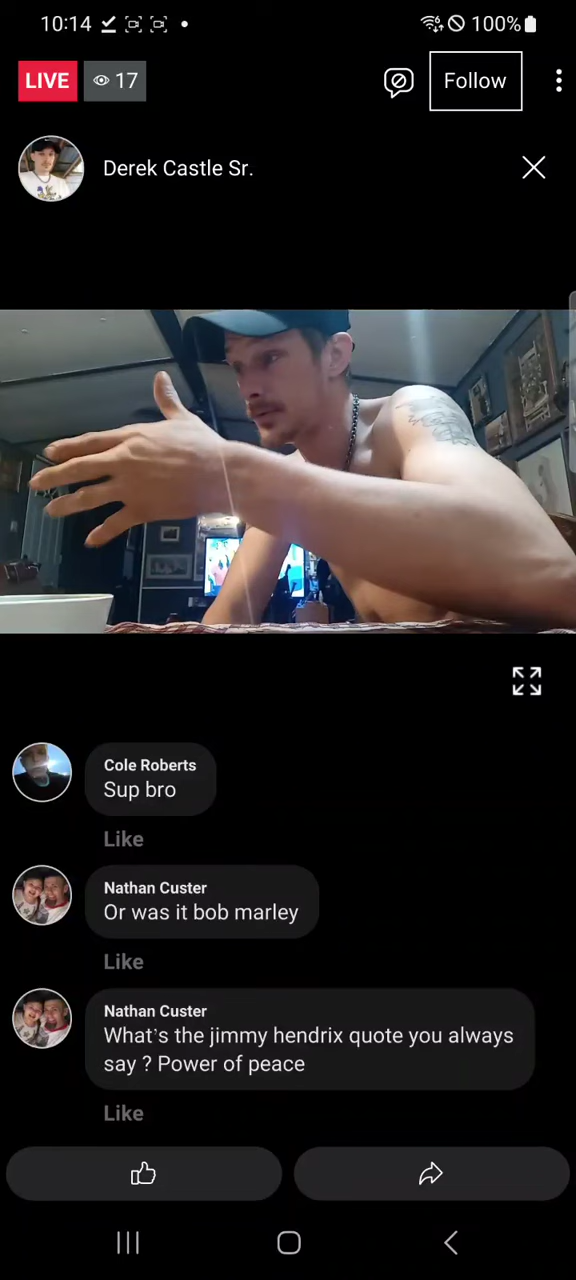 10:14
100%
LIVE
17
Follow
Derek Castle Sr.
Cole Roberts
Sup bro
Like
Nathan Custer
Or was it bob marley
Like
Nathan Custer
What's the jimmy hendrix quote you always
say ? Power of peace
Like